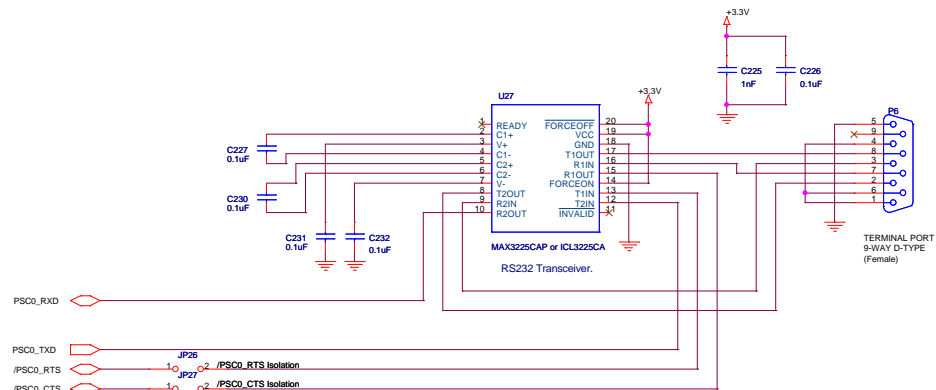 +3.3V
C225
1nF
C226
0.1uF
U27
+3.3V
P6
1 READY FORCEOFF 20
2 C1+ VCC 19
3 V+ GND 18
4 C1- T1OUT 17
5 C2+ R1IN 16
6 C2- R1OUT 15
7 V- FORCEON 14
8 T2OUT T1IN 13
9 R2IN T2IN 12
10 R2OUT INVALID 11
C227
0.1uF
C230
0.1uF
C231
0.1uF
C232
0.1uF
5
9
4
8
3
7
2
6
1
MAX3225CAP or ICL3225CA
RS232 Transceiver.
TERMINAL PORT
9-WAY D-TYPE
(Female)
PSC0_RXD
PSC0_TXD
JP26
/PSC0_RTS 1 2 /PSC0_RTS Isolation
JP27
/PSC0_CTS 1 2 /PSC0_CTS Isolation